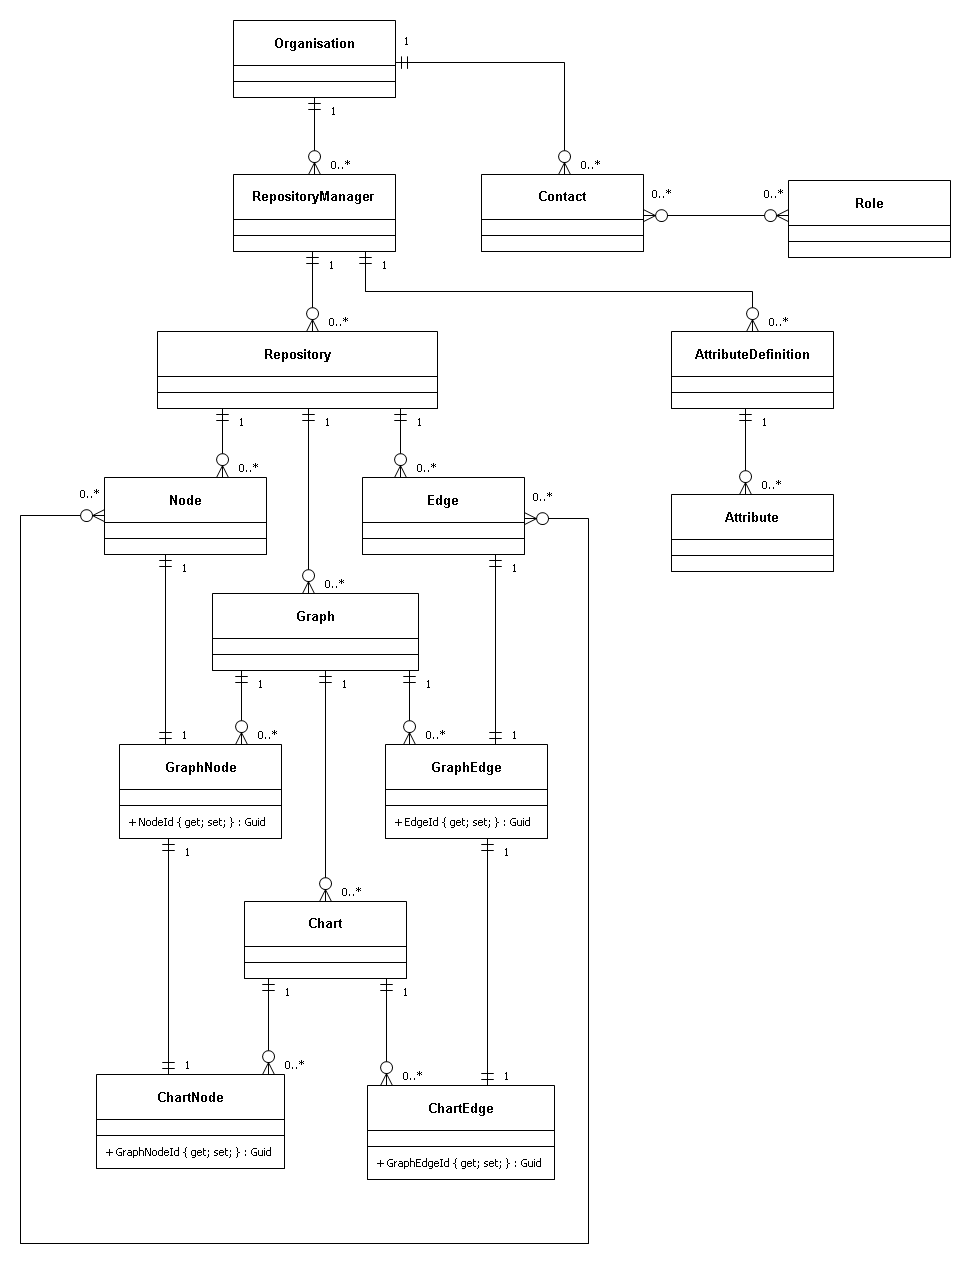 Organisation
1
1
0..*
0..*
RepositoryManager
Contact
0..*
0..*
Role
1
1
0..*
0..*
Repository
AttributeDefinition
1
1
1
1
0..*
0..*
0..*
Node
0..*
Edge
0..*
0..*
Attribute
1
1
0..*
Graph
1
1
1
1
0..*
0..*
1
GraphNode
GraphEdge
+ NodeId { get; set; } : Guid
+ EdgeId { get; set; } : Guid
1
1
0..*
Chart
1
1
1
0..*
0..*
1
ChartNode
ChartEdge
+ GraphNodeId { get; set; } : Guid
+ GraphEdgeId { get; set; } : Guid